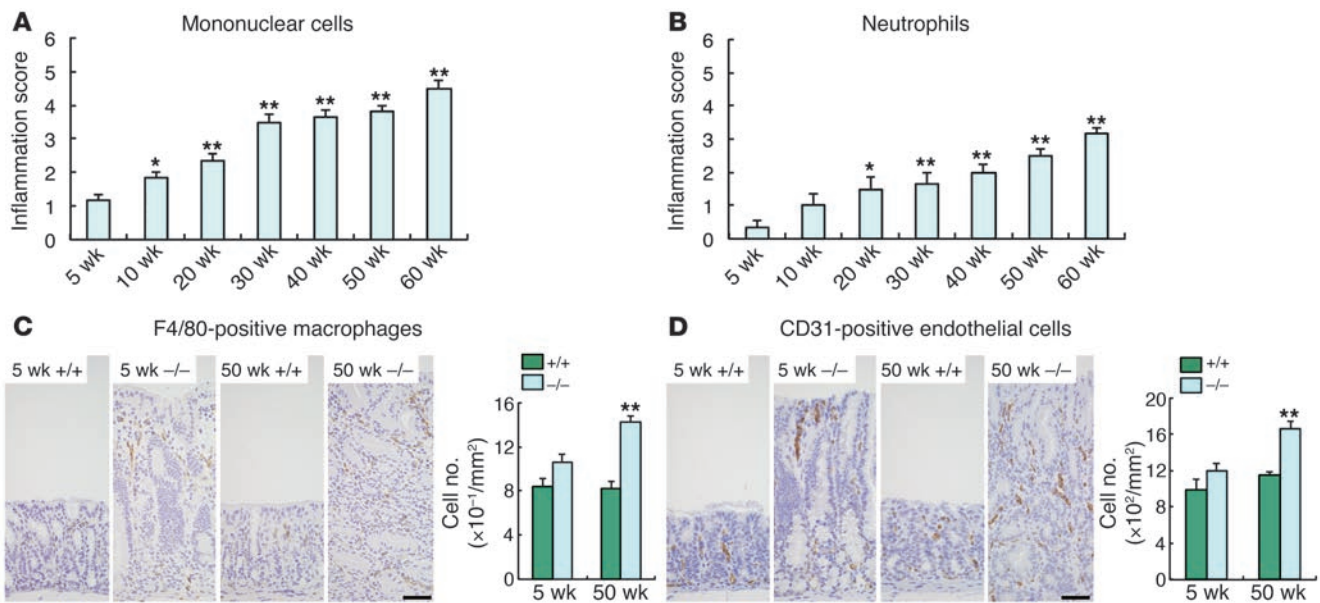 A Mononuclear cells
Inflammation score
6
5
4
3
2
1
0
* ** ** ** ** **
5 wk 10 wk 20 wk 30 wk 40 wk 50 wk 60 wk
B Neutrophils
Inflammation score
6
5
4
3
2
1
0
* ** ** ** **
5 wk 10 wk 20 wk 30 wk 40 wk 50 wk 60 wk
C F4/80-positive macrophages
5 wk +/+ 5 wk –/– 50 wk +/+ 50 wk –/–
+/+
–/–
Cell no.
(×10⁻¹/mm²)
16
12
8
4
0
**
5 wk 50 wk
D CD31-positive endothelial cells
5 wk +/+ 5 wk –/– 50 wk +/+ 50 wk –/–
+/+
–/–
Cell no.
(×10²/mm²)
20
16
12
8
4
0
**
5 wk 50 wk